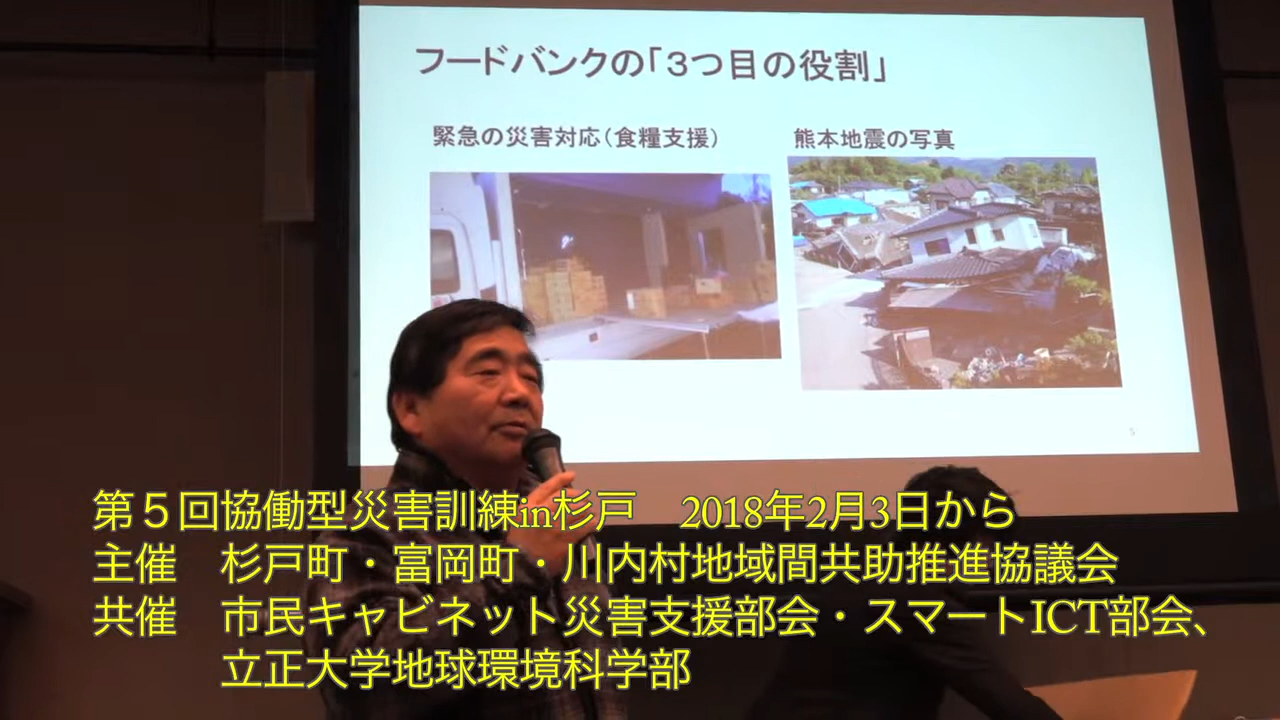 フードバンクの「３つ目の役割」
緊急の災害対応（食糧支援）
熊本地震の写真
5
第５回協働型災害訓練in杉戸　2018年2月3日から
主催　杉戸町・富岡町・川内村地域間共助推進協議会
共催　市民キャビネット災害支援部会・スマートICT部会、
立正大学地球環境科学部